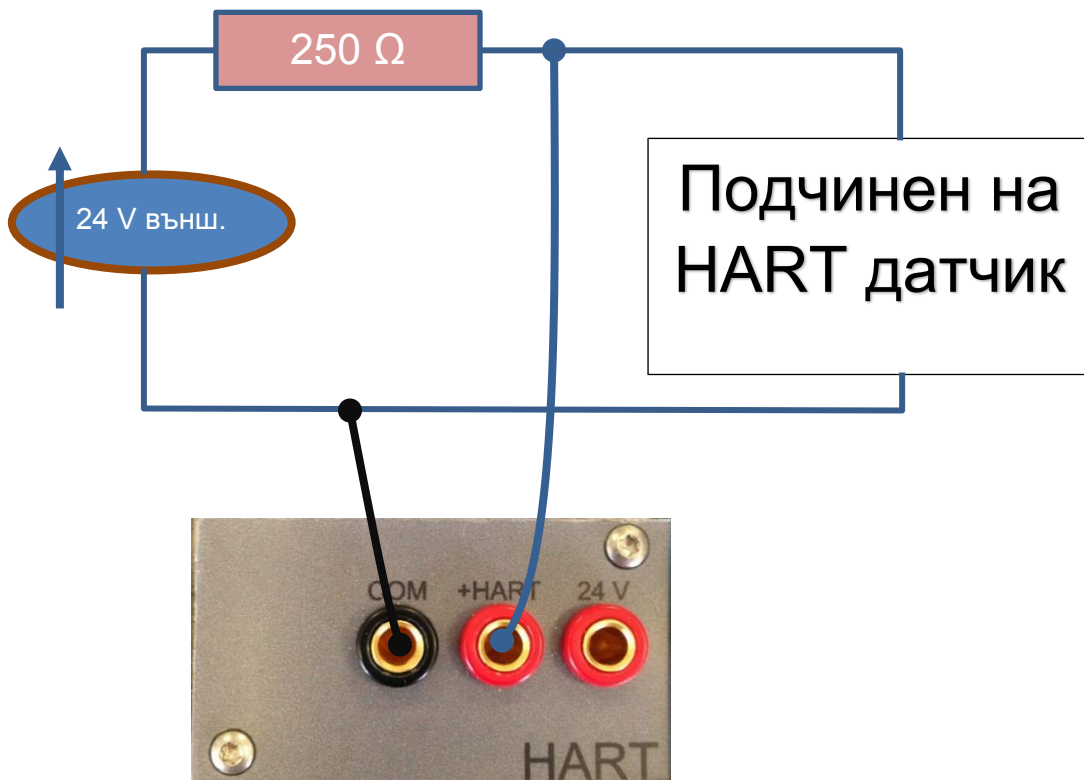 250 Ω
24 V външ.
Подчинен на
HART датчик
COM +HART 24 V
HART